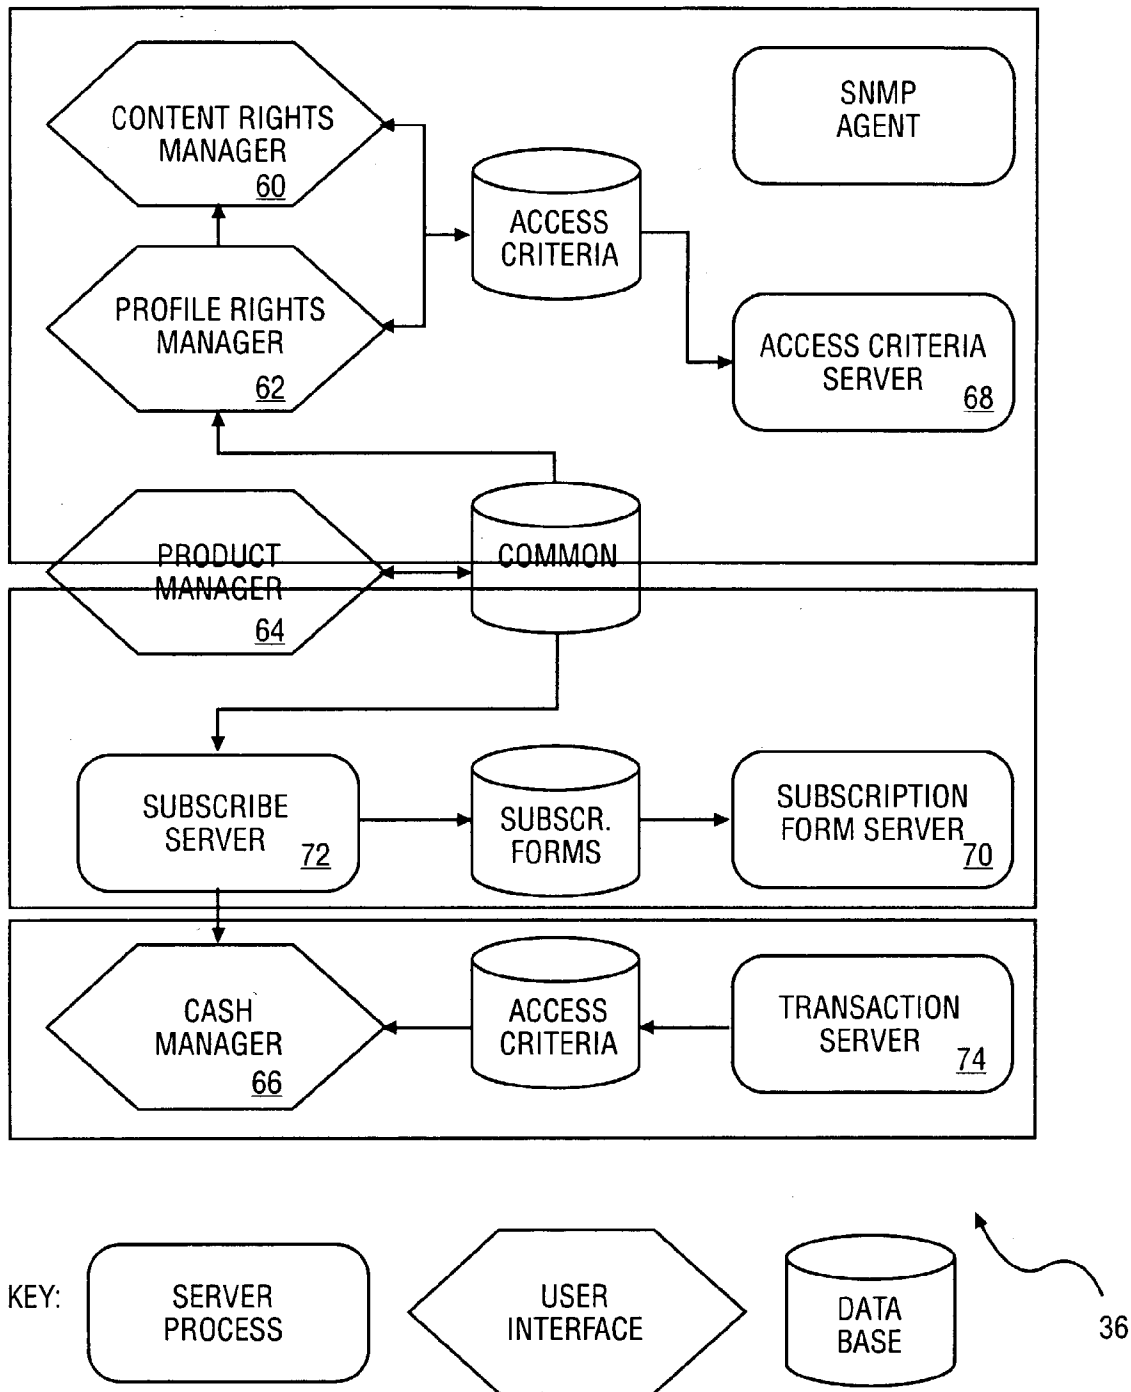 CONTENT RIGHTS
MANAGER
60
SNMP
AGENT
ACCESS
CRITERIA
PROFILE RIGHTS
MANAGER
62
ACCESS CRITERIA
SERVER
68
PRODUCT
MANAGER
64
COMMON
SUBSCRIBE
SERVER
72
SUBSCR.
FORMS
SUBSCRIPTION
FORM SERVER
70
CASH
MANAGER
66
ACCESS
CRITERIA
TRANSACTION
SERVER
74
KEY:
SERVER
PROCESS
USER
INTERFACE
DATA
BASE
36